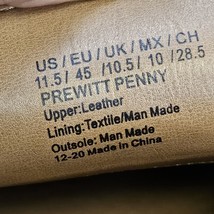 US / EU / UK / MX / CH
11.5 / 45 / 10.5 / 10 / 28.5
PREWITT PENNY
Upper:Leather
Lining: Textile/Man Made
Outsole: Man Made
12-20 Made in China